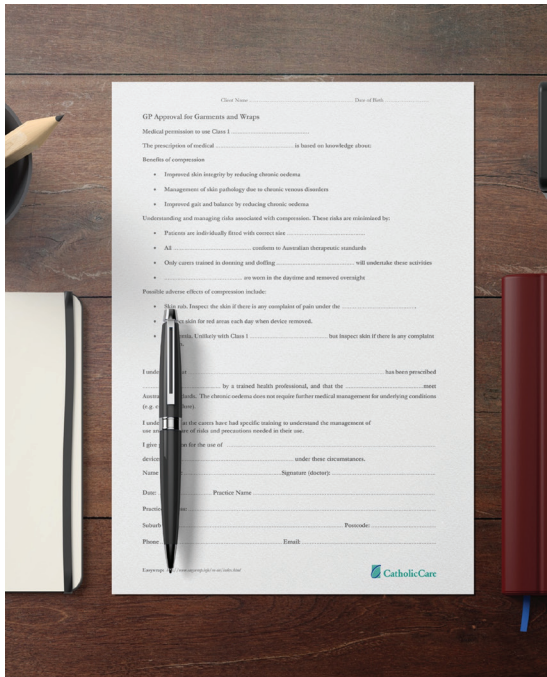 Client Name ........ Date of Birth ........
GP Approval for Garments and Wraps
Medical permission to use Class 1 ........
The prescription of medical ........ is based on knowledge about:
Benefits of compression
• Improved skin integrity by reducing chronic oedema
• Management of skin pathology due to chronic venous disorders
• Improved gait and balance by reducing chronic oedema
Understanding and managing risks associated with compression. These risks are minimised by:
• Patients are individually fitted with correct size ........
• All ........ conform to Australian therapeutic standards
• Only carers trained in donning and doffing ........ will undertake these activities
• ........ are worn in the daytime and removed overnight
Possible adverse effects of compression include:
• Skin rub. Inspect the skin if there is any complaint of pain under the ........
• skin for red areas each day when device removed.
• Unlikely with Class 1 ........ but inspect skin if there is any complaint
I ........ has been prescribed
........ by a trained health professional, and that the ........ meet
The chronic oedema does not require further medical management for underlying conditions
(e.g.
I at the carers have had specific training to understand the management of
use of risks and precautions needed in their use.
I give for the use of ........
........ under these circumstances.
Name ........ Signature (doctor): ........
Date: ........ Practice Name ........
Suburb ........ Postcode: ........
Phone ........ Email: ........
Easywrap:
CatholicCare